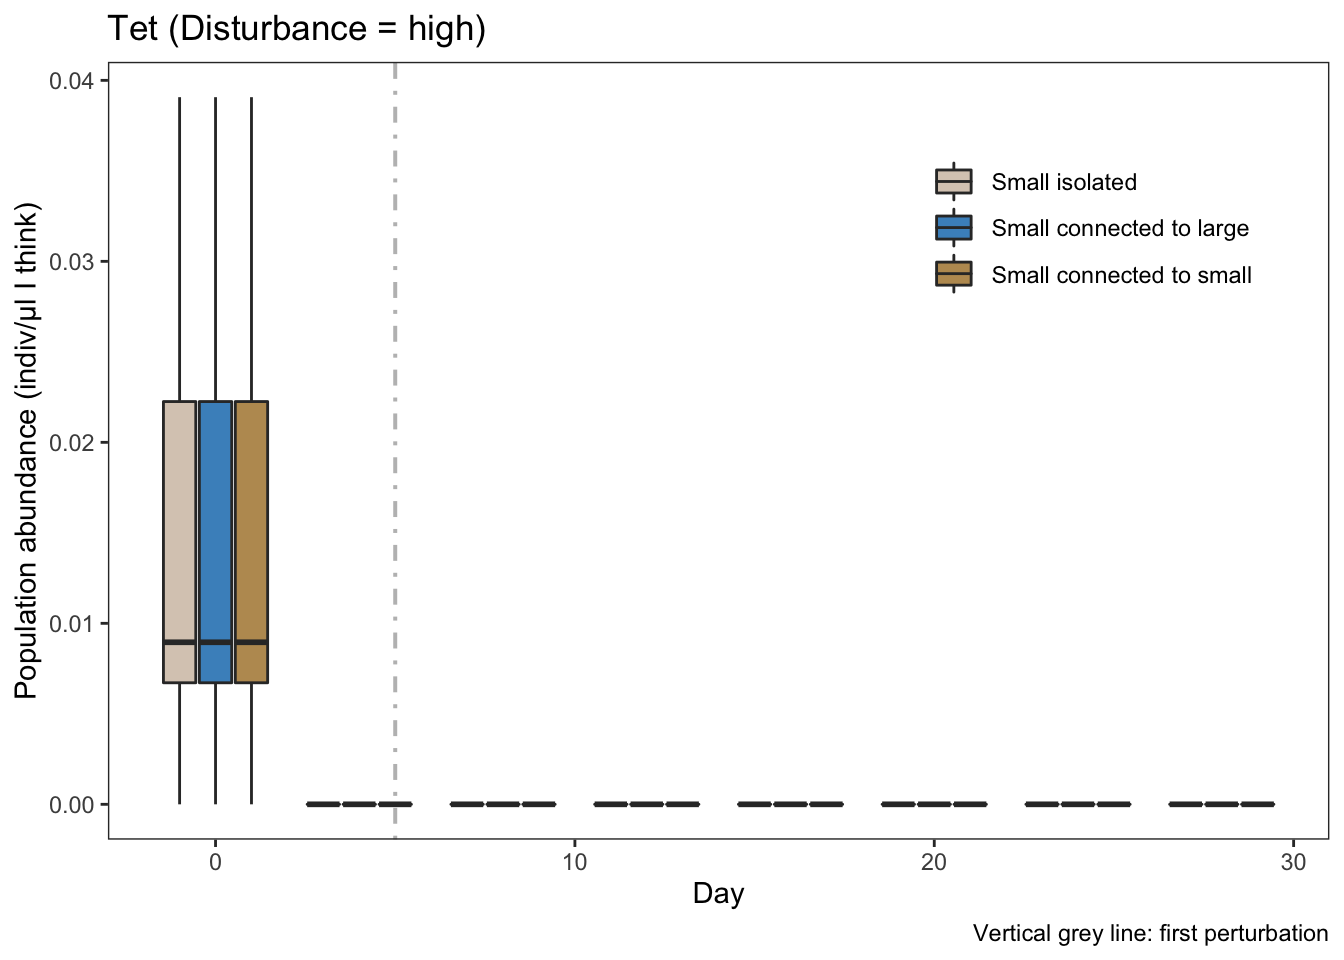 Tet (Disturbance = high)
Population abundance (indiv/µl I think)
0.04
0.03
0.02
0.01
0.00
Small isolated
Small connected to large
Small connected to small
0
10
20
30
Day
Vertical grey line: first perturbation